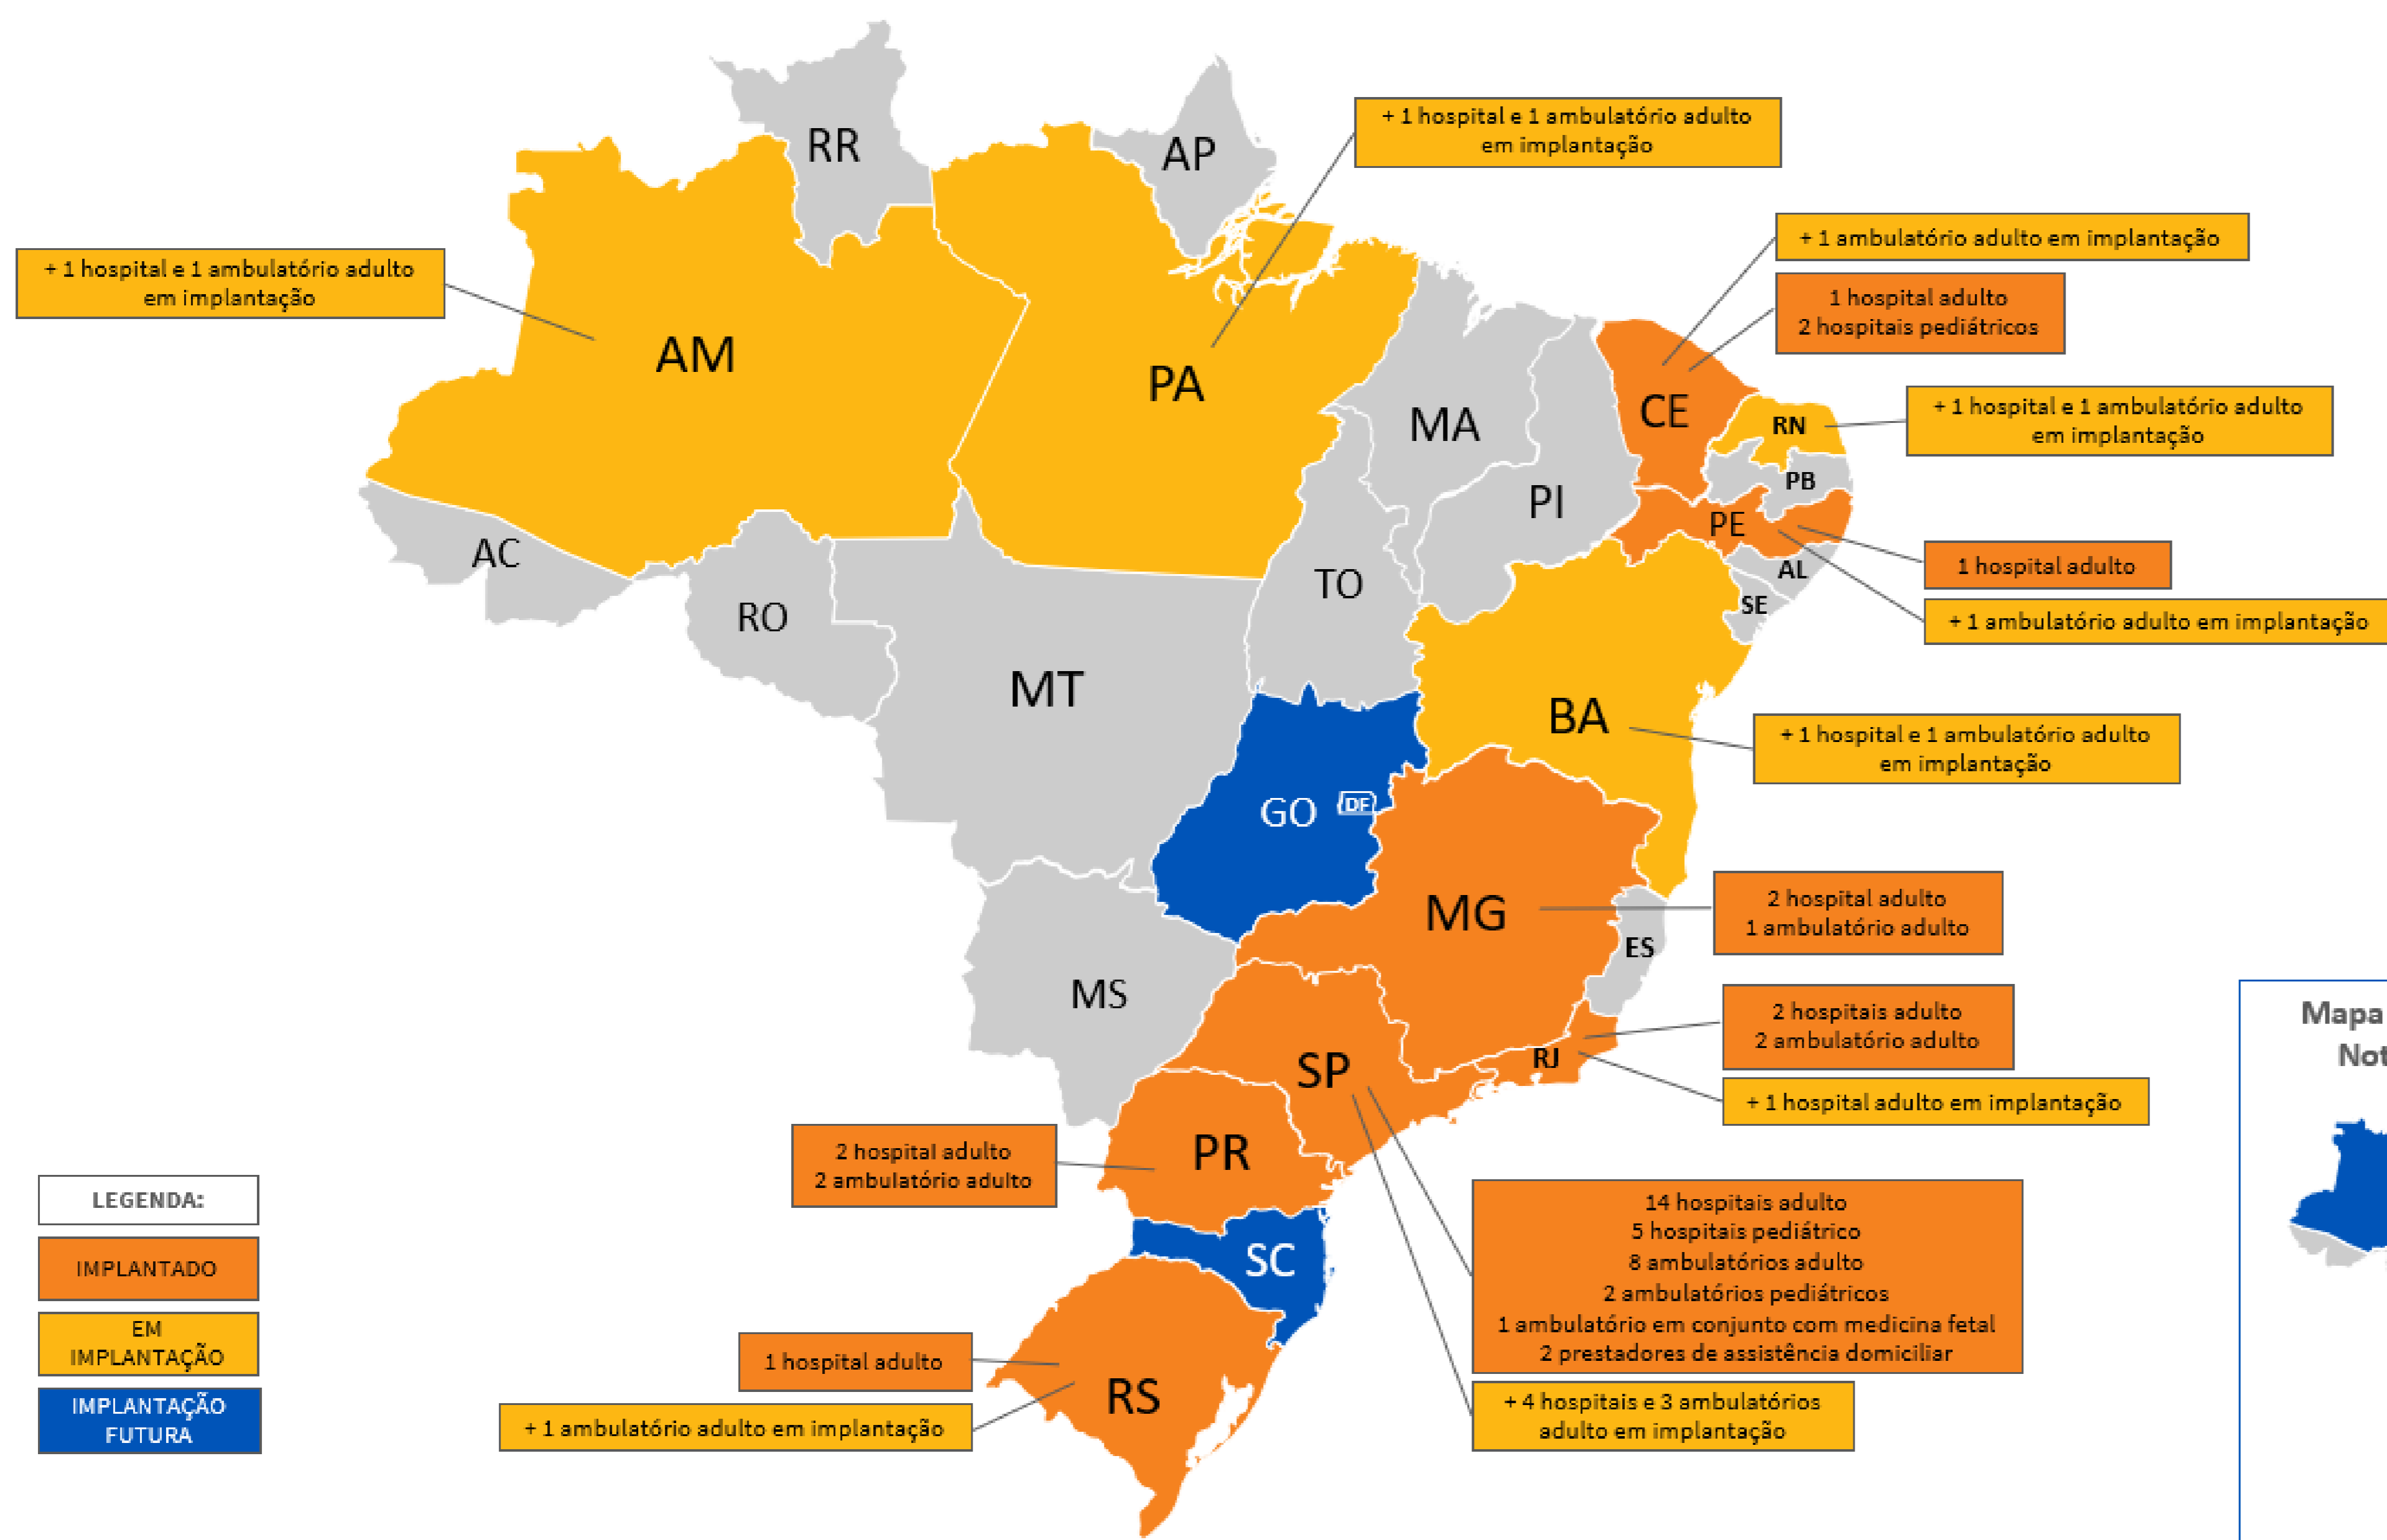 RR
AP
+ 1 hospital e 1 ambulatório adulto
em implantação
+ 1 ambulatório adulto em implantação
+ 1 hospital e 1 ambulatório adulto
em implantação
1 hospital adulto
2 hospitais pediátricos
AM
PA
MA
CE
RN
+ 1 hospital e 1 ambulatório adulto
em implantação
PB
PI
PE
AC
TO
AL
1 hospital adulto
SE
RO
+ 1 ambulatório adulto em implantação
MT
BA
+ 1 hospital e 1 ambulatório adulto
em implantação
GO
DF
MG
2 hospital adulto
1 ambulatório adulto
ES
MS
2 hospitais adulto
2 ambulatório adulto
RJ
SP
+ 1 hospital adulto em implantação
Mapa
Not
2 hospital adulto
2 ambulatório adulto
PR
LEGENDA:
IMPLANTADO
EM
IMPLANTAÇÃO
IMPLANTAÇÃO
FUTURA
SC
14 hospitais adulto
5 hospitais pediátrico
8 ambulatórios adulto
2 ambulatórios pediátricos
1 ambulatório em conjunto com medicina fetal
2 prestadores de assistência domiciliar
1 hospital adulto
RS
+ 1 ambulatório adulto em implantação
+ 4 hospitais e 3 ambulatórios
adulto em implantação